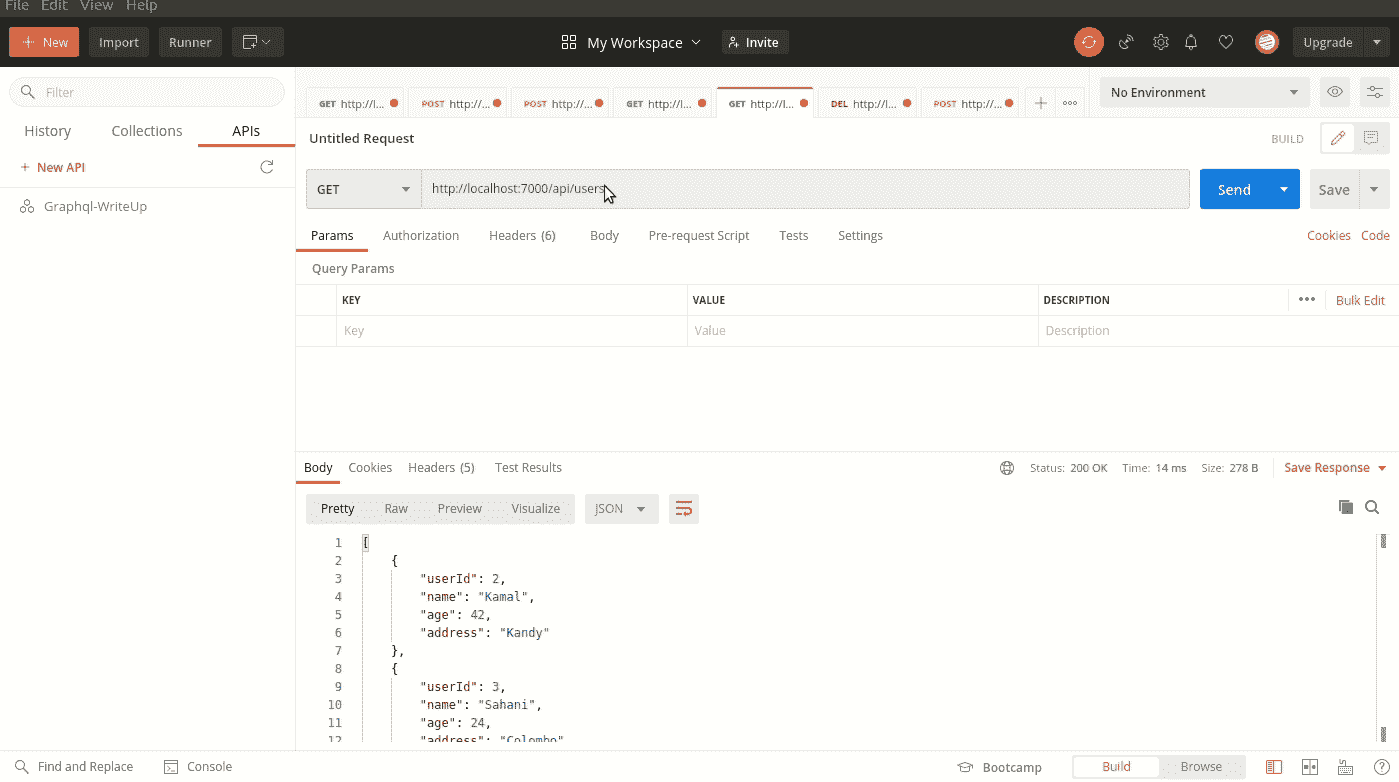 File Edit View Help
New Import Runner My Workspace Invite Upgrade
Filter
GET http://l... POST http://... POST http://... GET http://l... GET http://l... DEL http://l... POST http://... No Environment
History Collections APIs
Untitled Request BUILD
+ New API
GET http://localhost:7000/api/users Send Save
Graphql-WriteUp
Params Authorization Headers (6) Body Pre-request Script Tests Settings Cookies Code
Query Params
KEY VALUE DESCRIPTION Bulk Edit
Key Value Description
Body Cookies Headers (5) Test Results Status: 200 OK Time: 14 ms Size: 278 B Save Response
Pretty Raw Preview Visualize JSON
1 [
2 {
3 "userId": 2,
4 "name": "Kamal",
5 "age": 42,
6 "address": "Kandy"
7 },
8 {
9 "userId": 3,
10 "name": "Sahani",
11 "age": 24,
12 "address": "Colombo"
Find and Replace Console Bootcamp Build Browse